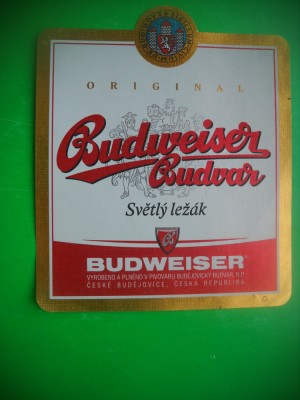 ORIGINAL
Budweiser
Budvar
Světlý ležák
BUDWEISER
VYROBENO A PLNĚNO V PIVOVARU BUDĚJOVICKÝ BUDVAR, N.P.
ČESKÉ BUDĚJOVICE, ČESKÁ REPUBLIKA